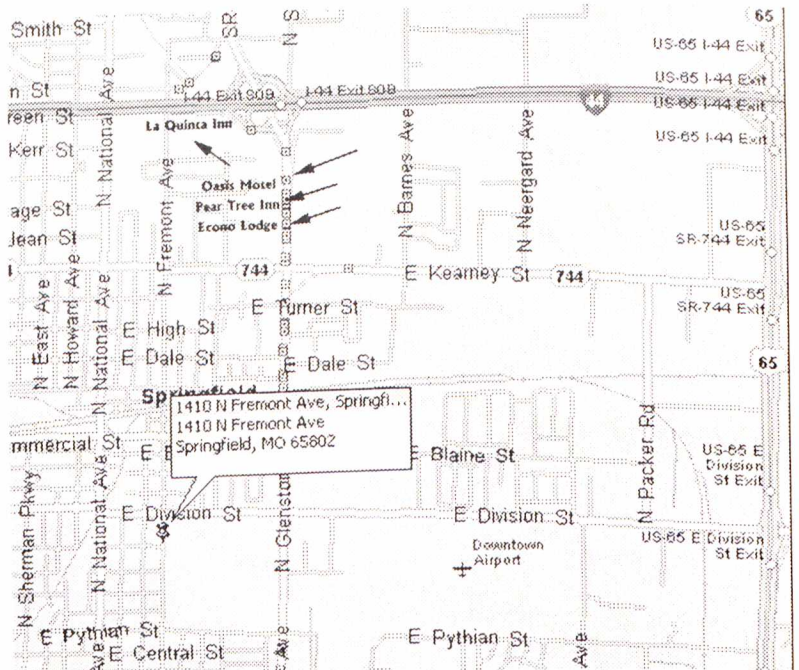 65
SR
N S
Smith St
US-65 I-44 Exit
US-65 I-44 Exit
n St
I-44 Exit 80B
I-44 Exit 80B
44
US-65 I-44 Exit
reen St
La Quinta Inn
US-65 I-44 Exit
Kerr St
N National Ave
N Fremont Ave
N Barnes Ave
N Neergard Ave
Oasis Motel
Pear Tree Inn
Econo Lodge
age St
Jean St
US-65
SR-744 Exit
744
E Kearney St
744
US-65
SR-744 Exit
N East Ave
N Howard Ave
N National Ave
E Turner St
E High St
E Dale St
E Dale St
65
Springfield
1410 N Fremont Ave, Springfi...
1410 N Fremont Ave
Springfield, MO 65802
mmercial St
E
E Blaine St
N Packer Rd
US-65 E
Division
St Exit
N Sherman Pkwy
N National Ave
N Glenston
E Division St
E Division St
US-65 E Division
St Exit
Downtown
Airport
E Pythian St
E Pythian St
E Central St
Ave
Ave
Ave